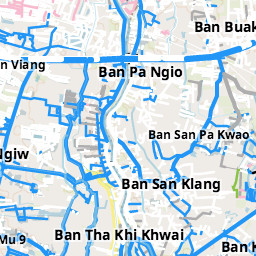 Ban Buak
n Viang
Ban Pa Ngio
Ban San Pa Kwao
Ngiw
Ban San Klang
Ban Tha Khi Khwai
Mu 9
Ban K